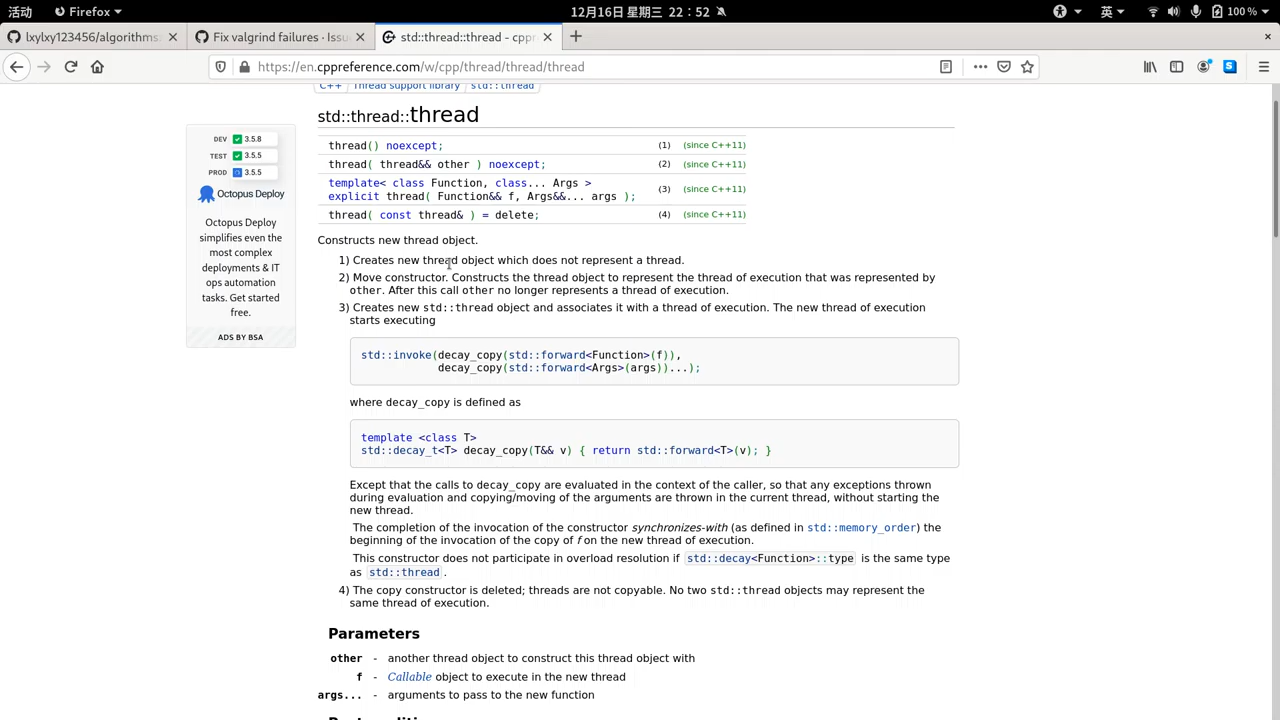 活动
Firefox
12月16日 星期三 22：52
英
100 %
lxylxy123456/algorithms:
Fix valgrind failures · Issue
std::thread::thread - cppr
https://en.cppreference.com/w/cpp/thread/thread/thread
C++
Thread support library
std::thread
std::thread::thread
thread() noexcept; (1) (since C++11)
thread( thread&& other ) noexcept; (2) (since C++11)
template< class Function, class... Args >
explicit thread( Function&& f, Args&&... args ); (3) (since C++11)
thread( const thread& ) = delete; (4) (since C++11)
DEV 3.5.8
TEST 3.5.5
PROD 3.5.5
Octopus Deploy
Octopus Deploy
simplifies even the
most complex
deployments & IT
ops automation
tasks. Get started
free.
ADS BY BSA
Constructs new thread object.
1) Creates new thread object which does not represent a thread.
2) Move constructor. Constructs the thread object to represent the thread of execution that was represented by
other. After this call other no longer represents a thread of execution.
3) Creates new std::thread object and associates it with a thread of execution. The new thread of execution
starts executing
std::invoke(decay_copy(std::forward<Function>(f)),
decay_copy(std::forward<Args>(args))...);
where decay_copy is defined as
template <class T>
std::decay_t<T> decay_copy(T&& v) { return std::forward<T>(v); }
Except that the calls to decay_copy are evaluated in the context of the caller, so that any exceptions thrown
during evaluation and copying/moving of the arguments are thrown in the current thread, without starting the
new thread.
The completion of the invocation of the constructor synchronizes-with (as defined in std::memory_order) the
beginning of the invocation of the copy of f on the new thread of execution.
This constructor does not participate in overload resolution if std::decay<Function>::type is the same type
as std::thread.
4) The copy constructor is deleted; threads are not copyable. No two std::thread objects may represent the
same thread of execution.
Parameters
other - another thread object to construct this thread object with
f - Callable object to execute in the new thread
args... - arguments to pass to the new function